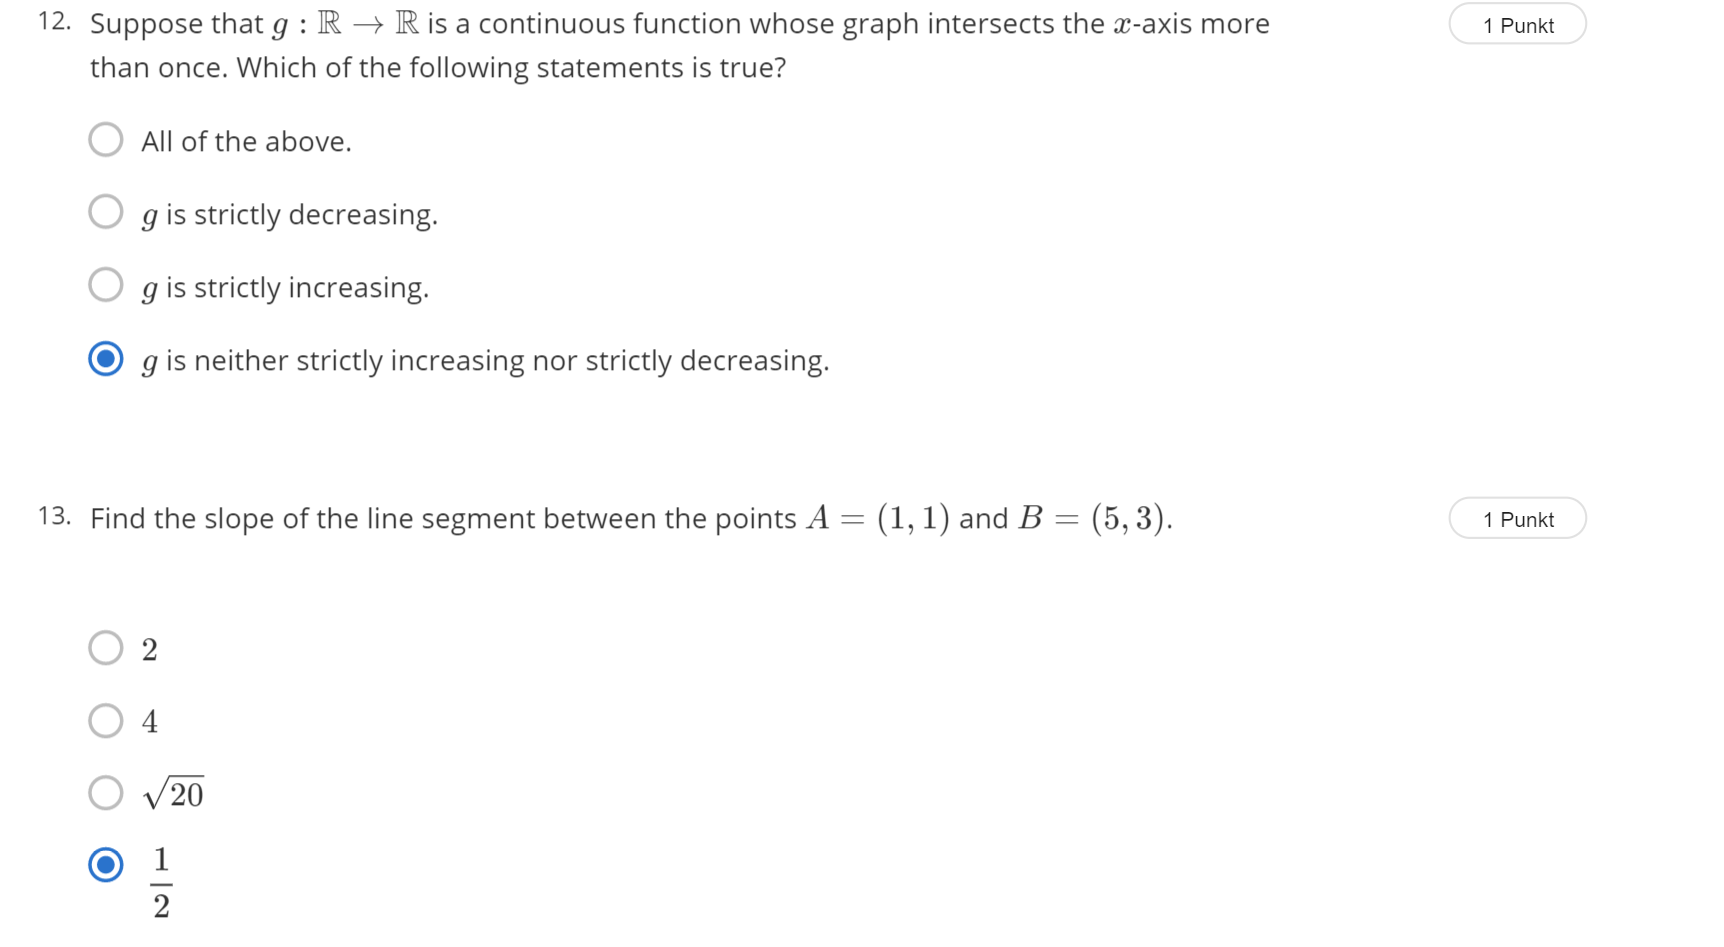 12. Suppose that g : ℝ → ℝ is a continuous function whose graph intersects the x-axis more 1 Punkt
than once. Which of the following statements is true?
All of the above.
g is strictly decreasing.
g is strictly increasing.
g is neither strictly increasing nor strictly decreasing.
13. Find the slope of the line segment between the points A = (1, 1) and B = (5, 3). 1 Punkt
2
4
√20
1
2